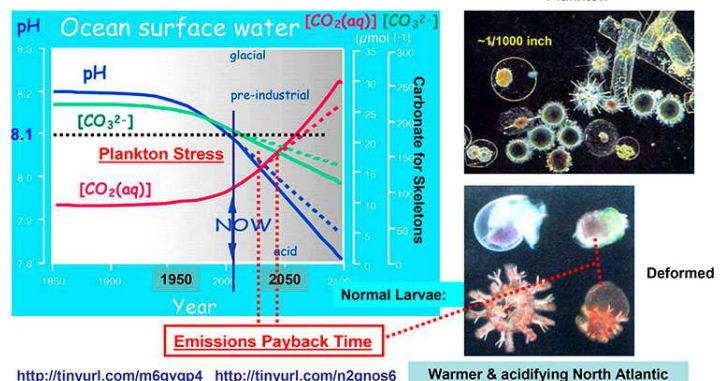 Plankton
pH Ocean surface water [CO2(aq)] [CO3²⁻]
(µmol l⁻¹)
8.3
glacial
35
300
pH
8.2
30
250
pre-industrial
[CO3²⁻]
25
8.1
20
200
Plankton Stress
15
150
8.0
[CO2(aq)]
10
100
NOW
7.9
5
50
acid
7.8
0
0
1850
1900
1950
2000
2050
2100
Year
Carbonate for Skeletons
~1/1000 inch
Normal Larvae:
Deformed
Emissions Payback Time
http://tinyurl.com/m6qvqp4 http://tinyurl.com/n2qnos6
Warmer & acidifying North Atlantic